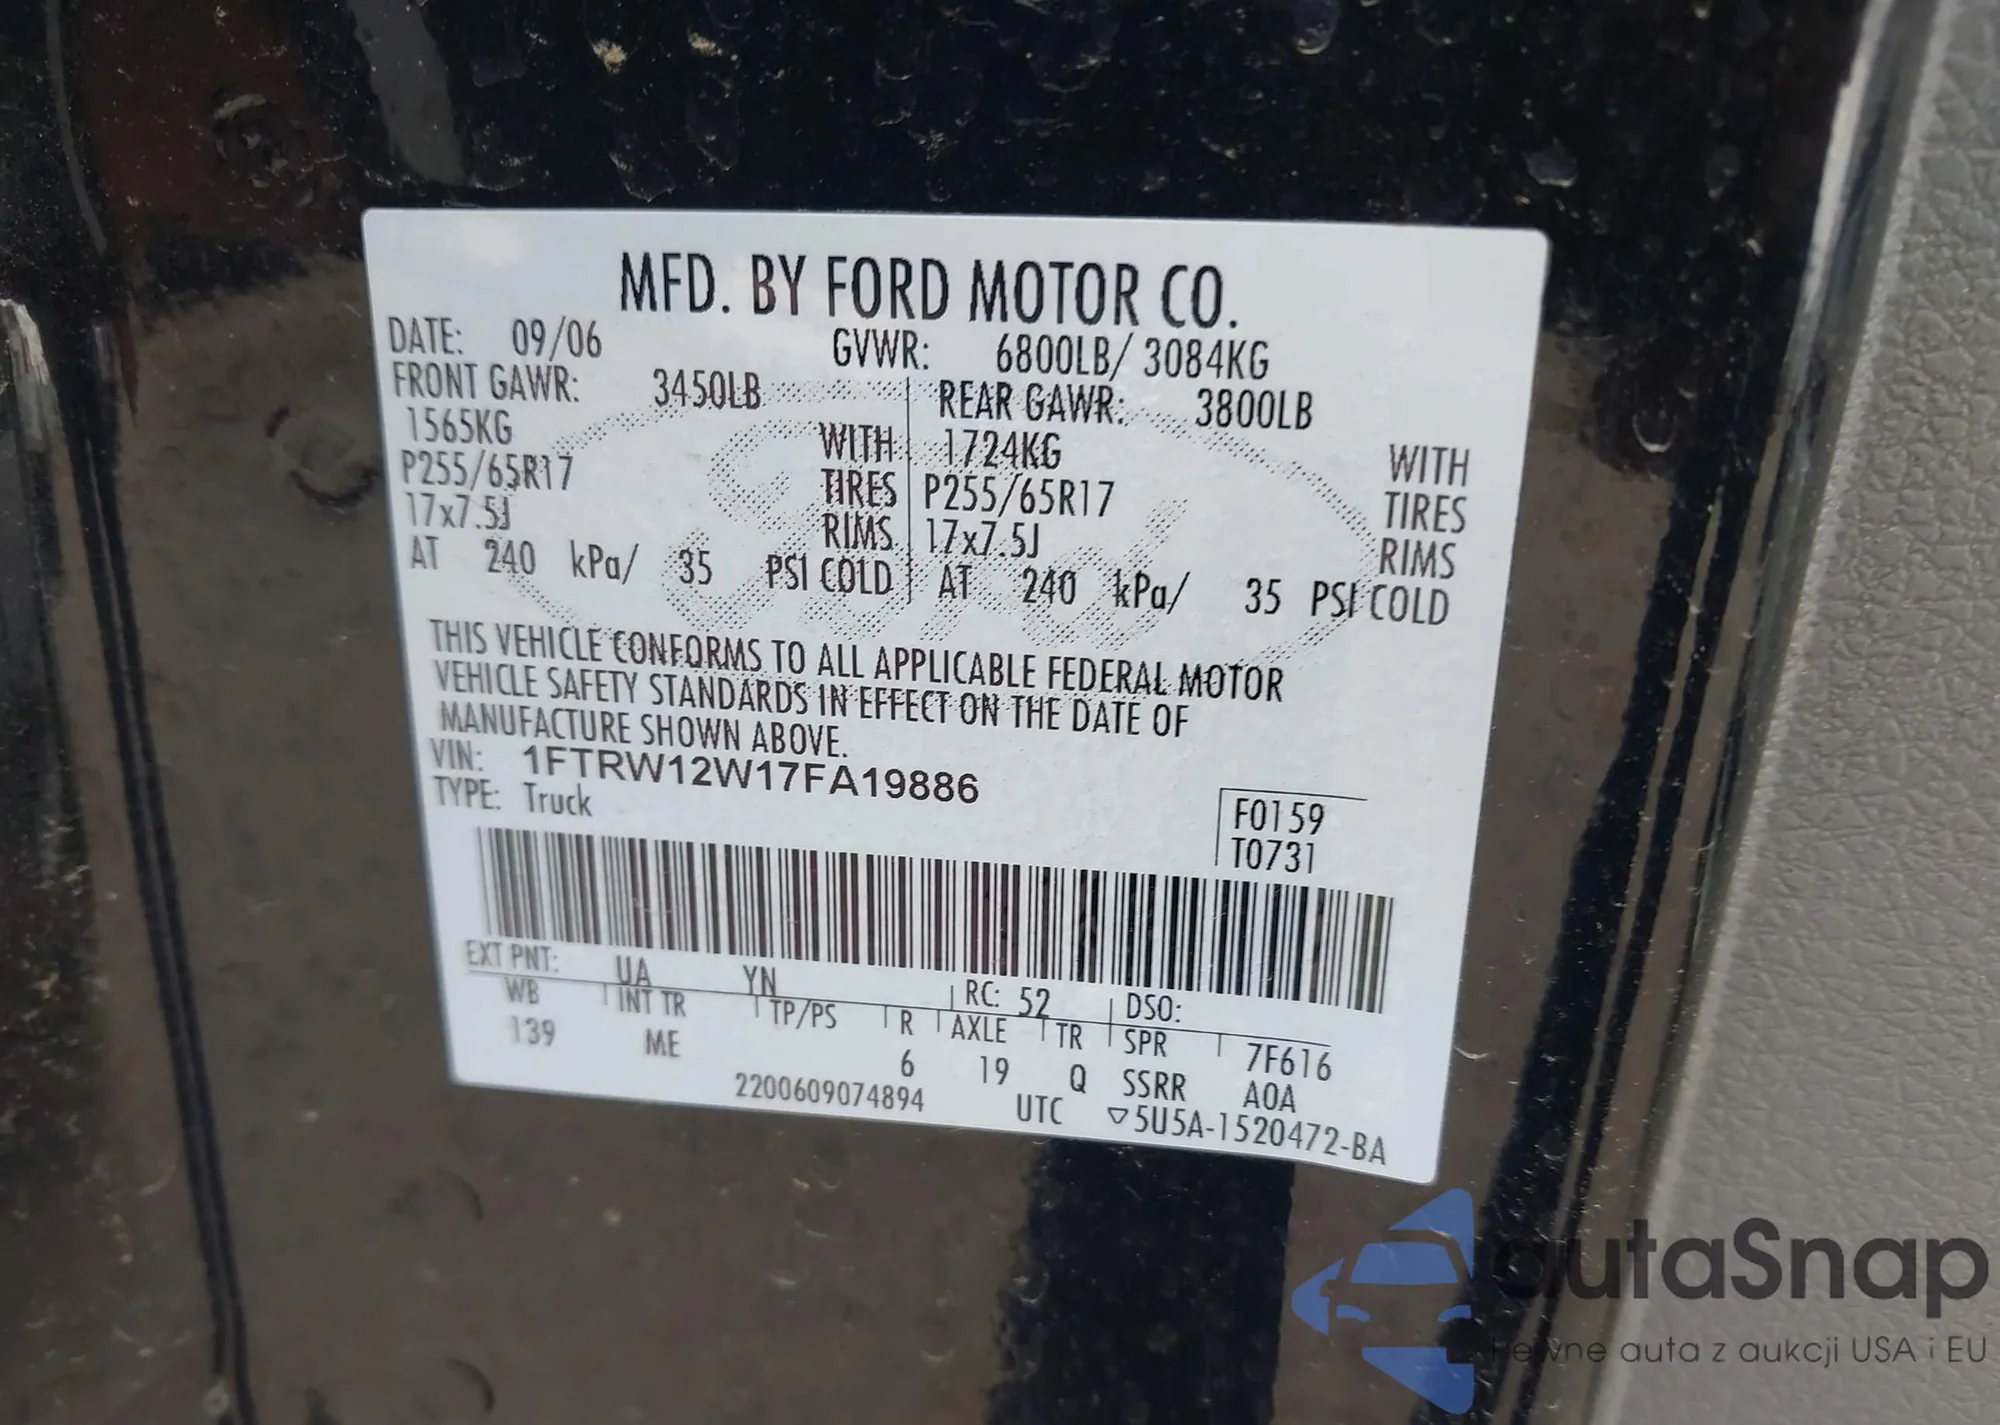 MFD. BY FORD MOTOR CO.
DATE: 09/06 GVWR: 6800LB/ 3084KG
FRONT GAWR: 3450LB REAR GAWR: 3800LB
1565KG WITH 1724KG WITH
P255/65R17 TIRES P255/65R17 TIRES
17x7.5J RIMS 17x7.5J RIMS
AT 240 kPa/ 35 PSI COLD AT 240 kPa/ 35 PSI COLD
THIS VEHICLE CONFORMS TO ALL APPLICABLE FEDERAL MOTOR
VEHICLE SAFETY STANDARDS IN EFFECT ON THE DATE OF
MANUFACTURE SHOWN ABOVE.
VIN: 1FTRW12W17FA19886
TYPE: Truck
F0159
T0731
EXT PNT: UA YN RC: 52 DSO:
WB INT TR TP/PS R AXLE TR SPR 7F616
139 ME 6 19 Q SSRR A0A
2200609074894 UTC ▽5U5A-1520472-BA
autaSnap
Pewne auta z aukcji USA i EU